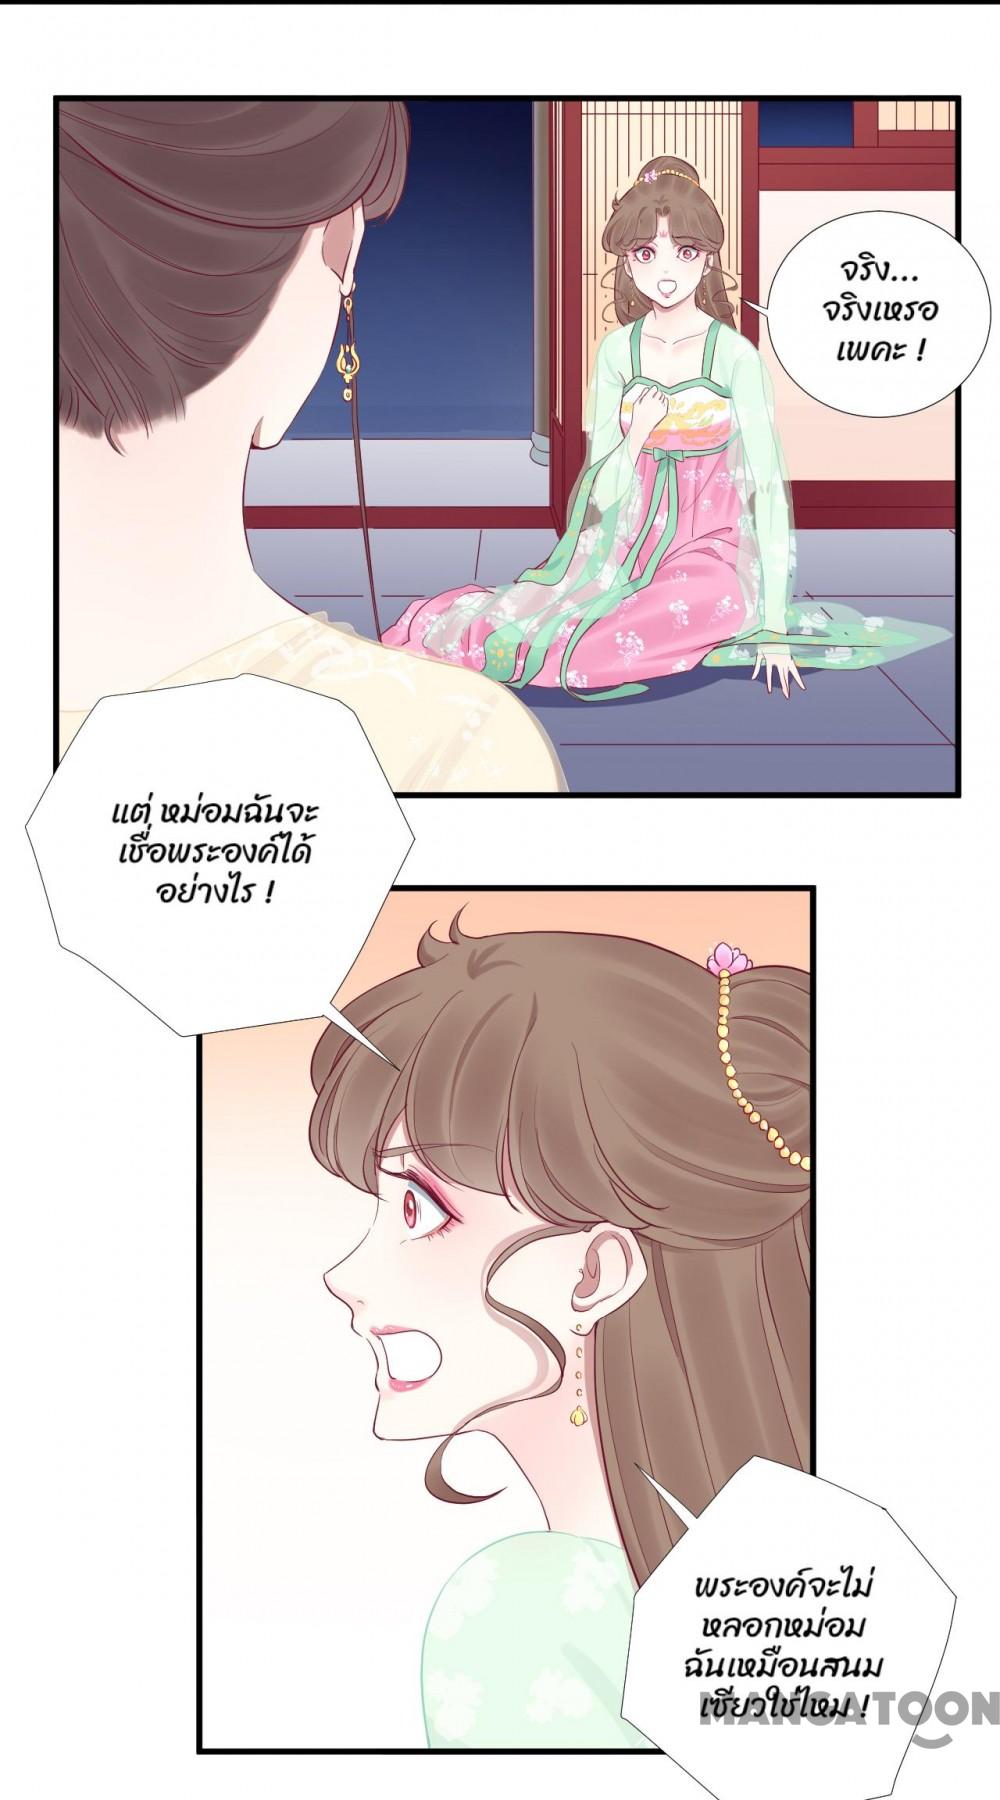 จริง...
จริงเหรอ
เพคะ !
แต่ หม่อมฉันจะ
เชื่อพระองค์ได้
อย่างไร !
พระองค์จะไม่
หลอกหม่อม
ฉันเหมือนสนม
เซียวใช่ไหม !
MANGATOON